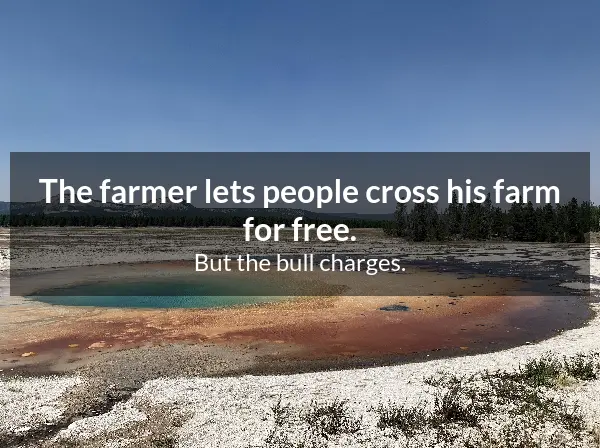 The farmer lets people cross his farm
for free.
But the bull charges.